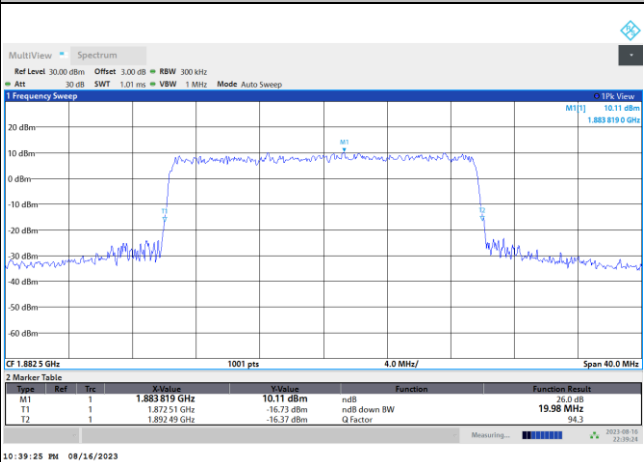 MultiView Spectrum
Ref Level 30.00 dBm Offset 3.00 dB RBW 300 kHz
Att 30 dB SWT 1.01 ms VBW 1 MHz Mode Auto Sweep
1 Frequency Sweep 1Pk View
M1[1] 10.11 dBm
1.883 819 0 GHz
20 dBm
M1
10 dBm
0 dBm
-10 dBm
T1
T2
-20 dBm
-30 dBm
-40 dBm
-50 dBm
-60 dBm
CF 1.882 5 GHz 1001 pts 4.0 MHz/ Span 40.0 MHz
2 Marker Table
Type Ref Trc X-Value Y-Value Function Function Result
M1 1 1.883 819 GHz 10.11 dBm ndB 26.0 dB
T1 1 1.872 51 GHz -16.73 dBm ndB down BW 19.98 MHz
T2 1 1.892 49 GHz -16.37 dBm Q Factor 94.3
Measuring... 2023-08-16
22:39:24
10:39:25 PM 08/16/2023